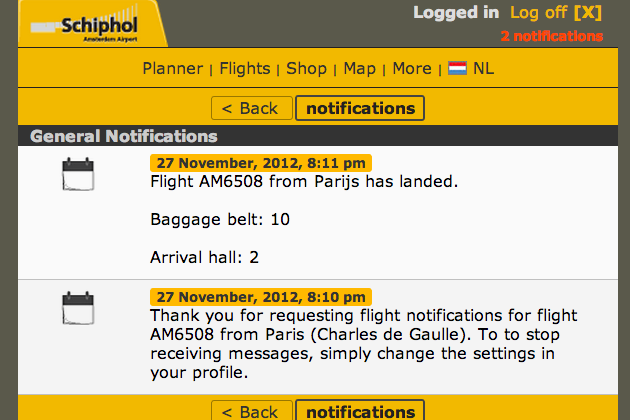 Schiphol
Amsterdam Airport
Logged in Log off [X]
2 notifications
Planner | Flights | Shop | Map | More | NL
< Back notifications
General Notifications
27 November, 2012, 8:11 pm
Flight AM6508 from Parijs has landed.
Baggage belt: 10
Arrival hall: 2
27 November, 2012, 8:10 pm
Thank you for requesting flight notifications for flight
AM6508 from Paris (Charles de Gaulle). To to stop
receiving messages, simply change the settings in
your profile.
< Back notifications